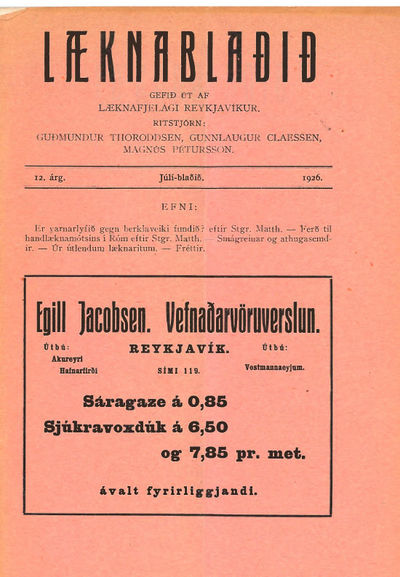 LÆKNABLAÐIÐ
GEFIÐ ÚT AF
LÆKNAFJELAGI REYKJAVÍKUR.
RITSTJÓRN:
GUÐMUNDUR THORODDSEN, GUNNLAUGUR CLAESSEN,
MAGNÚS PÉTURSSON.
12. árg. Júlí-blaðið. 1926.
EFNI:
Er varnarlyfið gegn berklaveiki fundið? eftir Stgr. Matth. — Ferð til
handlæknamótsins í Róm eftir Stgr. Matth. — Smágreinar og athugasemd-
ir. — Úr útlendum læknaritum. — Fréttir.
Egill Jacobsen. Vefnaðarvöruverslun.
Útbú: REYKJAVÍK. Útbú:
Akureyri
Hafnarfirði SÍMI 119. Vestmannaeyjum.
Sáragaze á 0,85
Sjúkravoxdúk á 6,50
og 7,85 pr. met.
ávalt fyrirliggjandi.